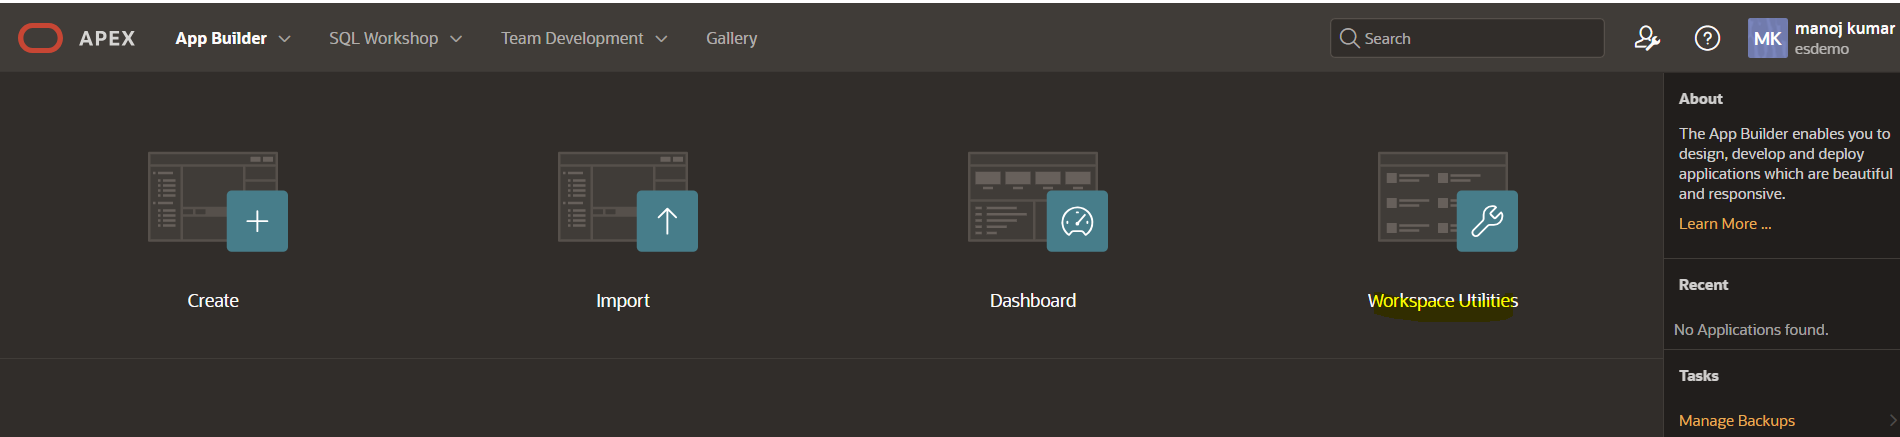 APEX
App Builder
SQL Workshop
Team Development
Gallery
Search
MK
manoj kumar
esdemo
Create
Import
Dashboard
Workspace Utilities
About
The App Builder enables you to
design, develop and deploy
applications which are beautiful
and responsive.
Learn More ...
Recent
No Applications found.
Tasks
Manage Backups